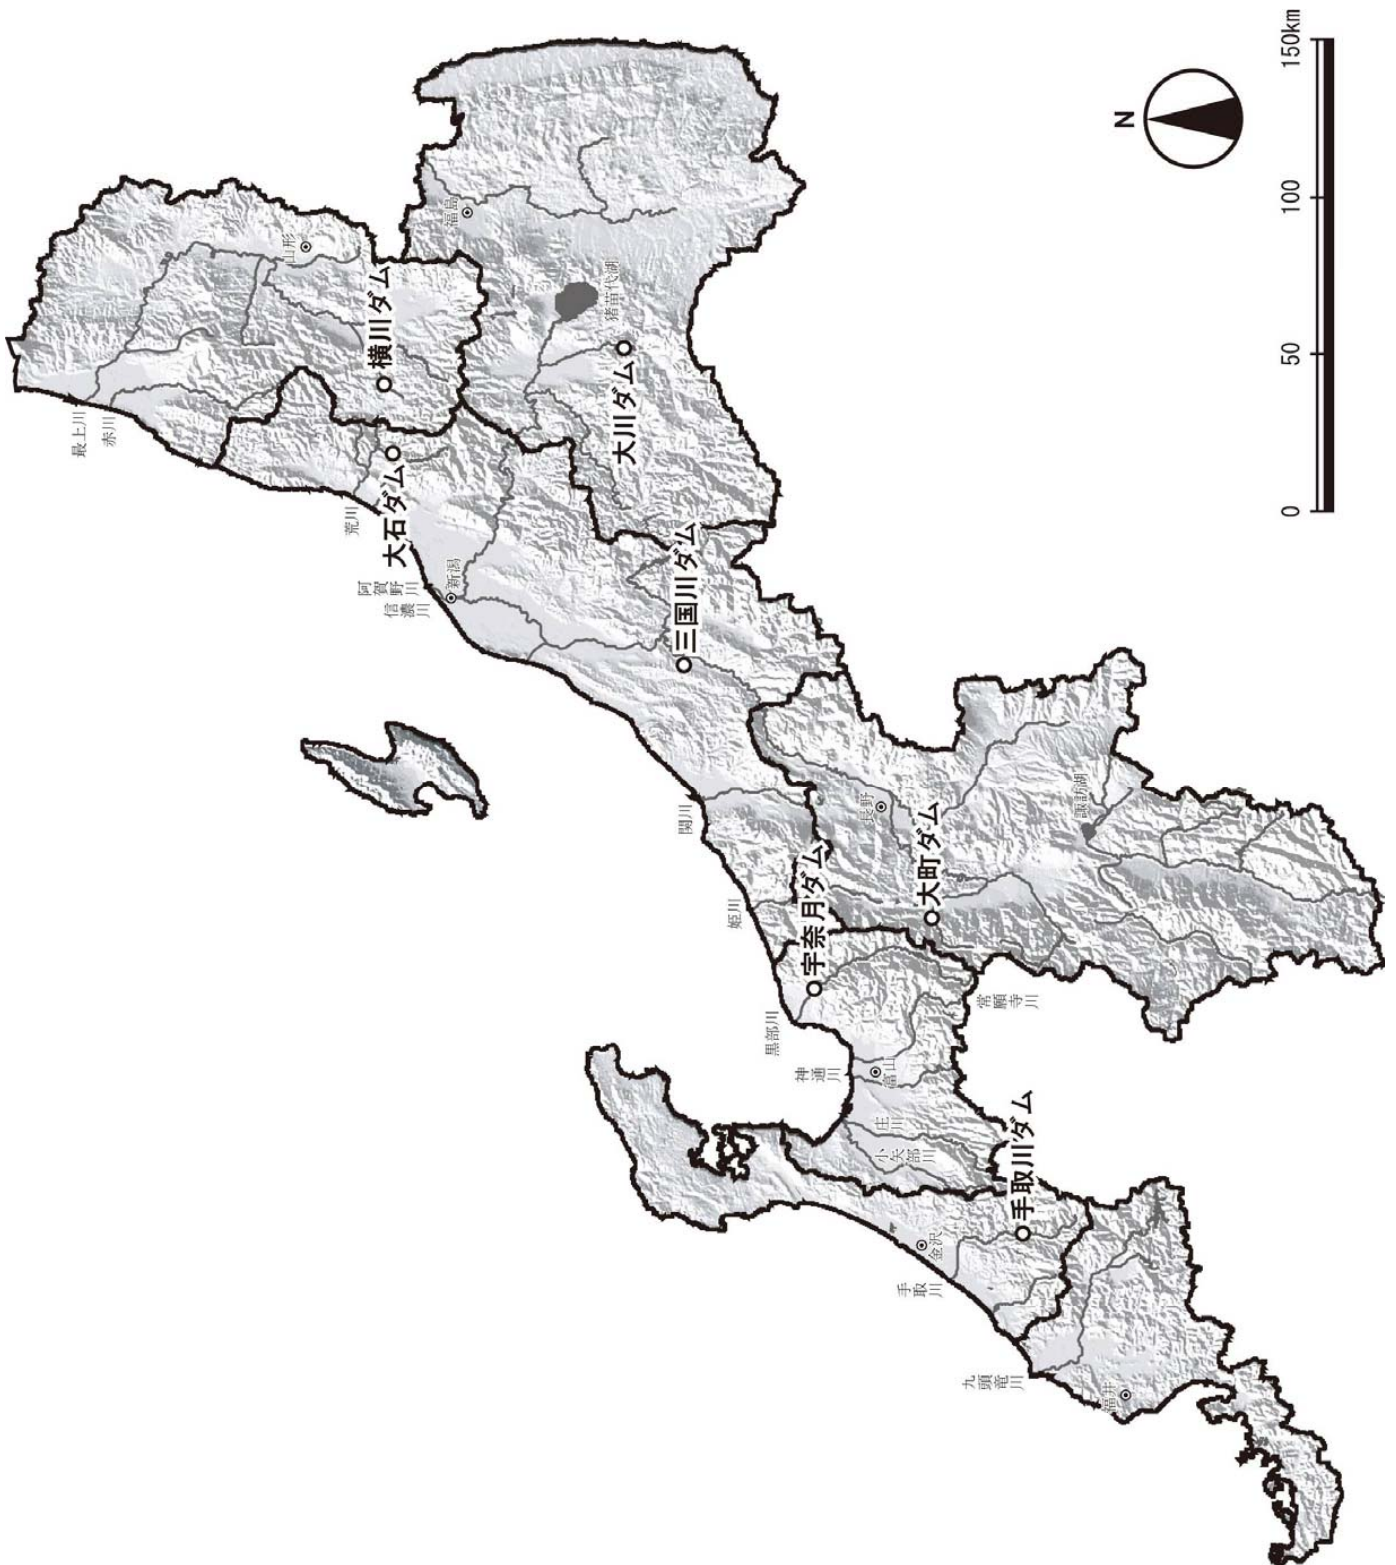 最上川
赤川
山形
横川ダム
荒川
大石ダム
福島
猪苗代湖
大川ダム
阿賀野川
信濃川
新潟
三国川ダム
関川
姫川
長野
大町ダム
諏訪湖
宇奈月ダム
黒部川
常願寺川
神通川
富山
庄川
小矢部川
手取川ダム
金沢
手取川
九頭竜川
福井
N
0
50
100
150km